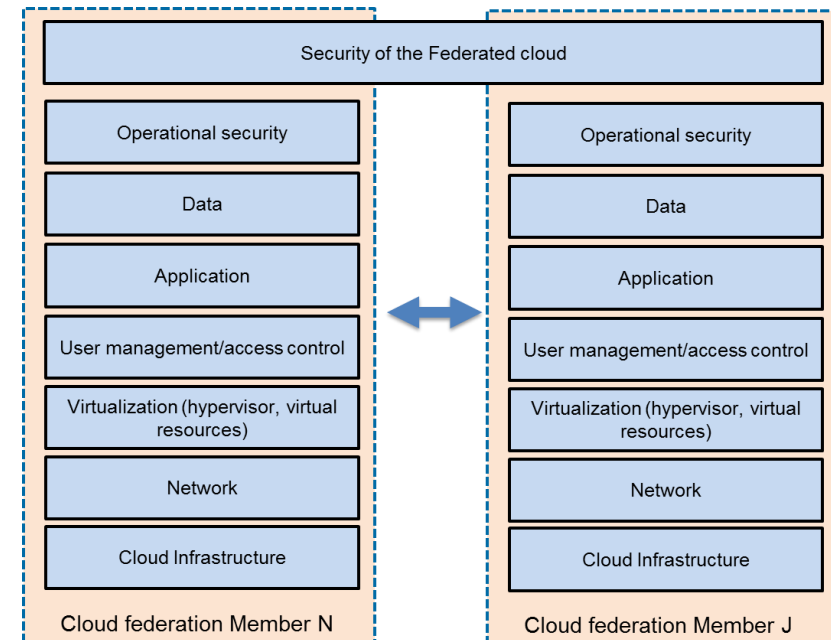 Security of the Federated cloud
Operational security
Data
Application
User management/access control
Virtualization (hypervisor, virtual
resources)
Network
Cloud Infrastructure
Cloud federation Member N
Operational security
Data
Application
User management/access control
Virtualization (hypervisor, virtual
resources)
Network
Cloud Infrastructure
Cloud federation Member J